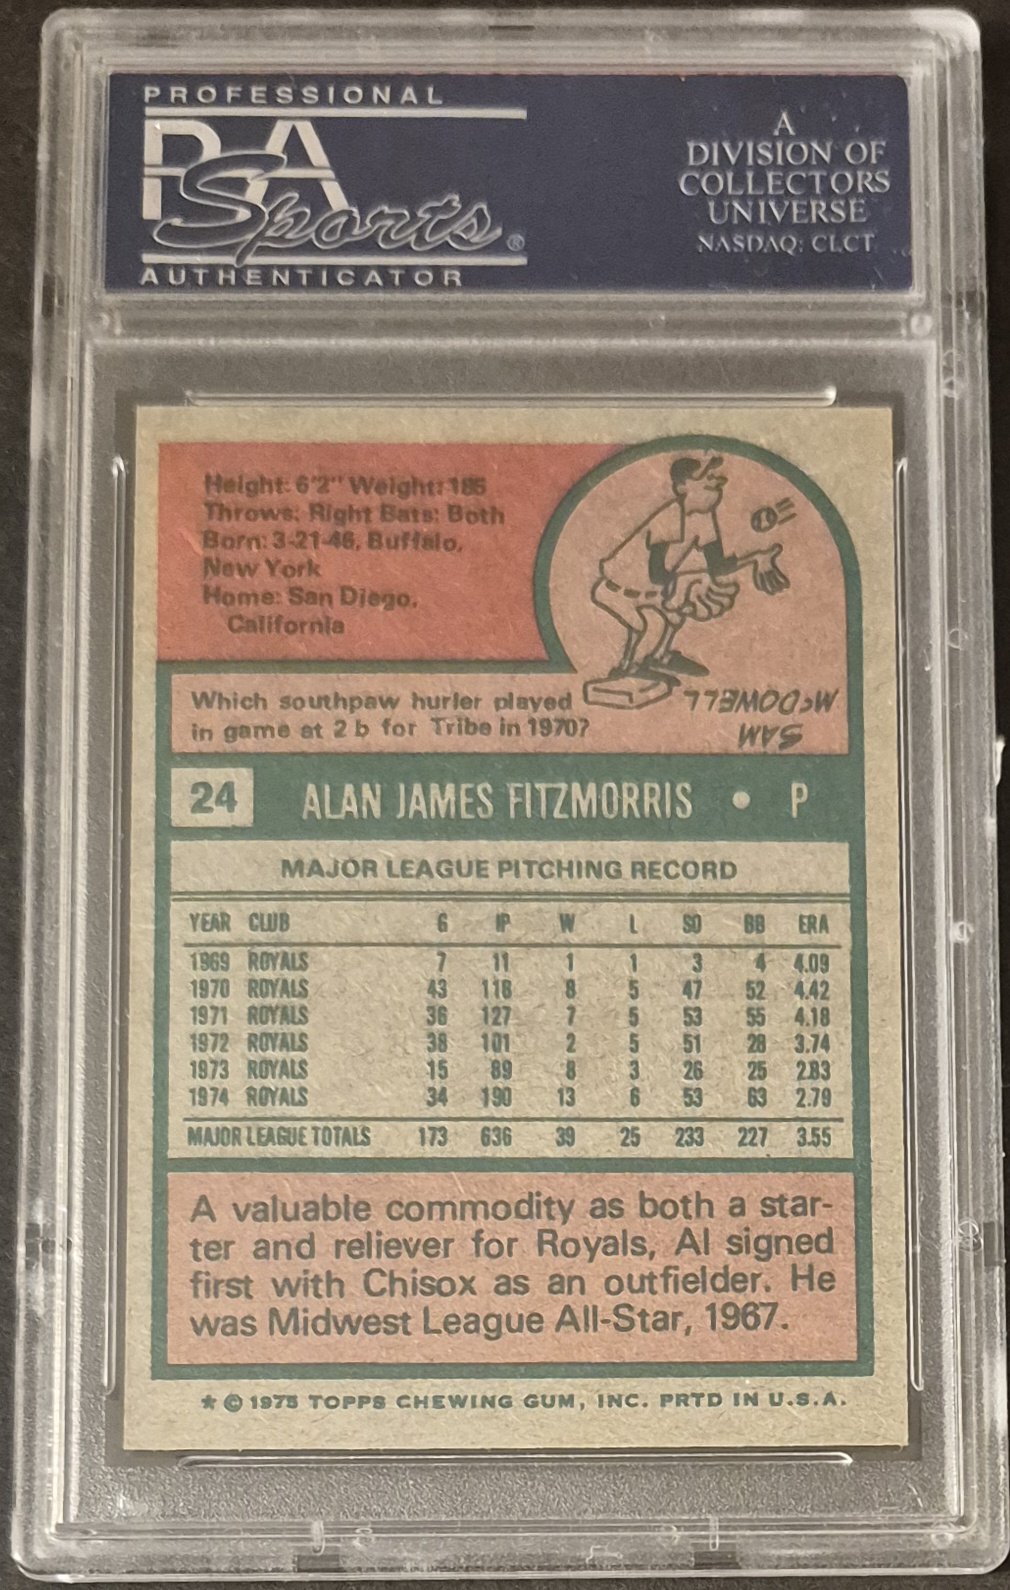 PROFESSIONAL
PSA
Sports®
AUTHENTICATOR
A
DIVISION OF
COLLECTORS
UNIVERSE
NASDAQ: CLCT
Height: 6'2" Weight: 185
Throws: Right Bats: Both
Born: 3-21-46, Buffalo,
New York
Home: San Diego,
California
Which southpaw hurler played
in game at 2 b for Tribe in 1970?
SAM
McDOWELL
24 ALAN JAMES FITZMORRIS • P
MAJOR LEAGUE PITCHING RECORD
YEAR CLUB G IP W L SO BB ERA
1969 ROYALS 7 11 1 1 3 4 4.09
1970 ROYALS 43 118 8 5 47 52 4.42
1971 ROYALS 36 127 7 5 53 55 4.18
1972 ROYALS 38 101 2 5 51 28 3.74
1973 ROYALS 15 89 8 3 26 25 2.83
1974 ROYALS 34 190 13 6 53 63 2.79
MAJOR LEAGUE TOTALS 173 636 39 25 233 227 3.55
A valuable commodity as both a star-
ter and reliever for Royals, Al signed
first with Chisox as an outfielder. He
was Midwest League All-Star, 1967.
* © 1975 TOPPS CHEWING GUM, INC. PRTD IN U.S.A.